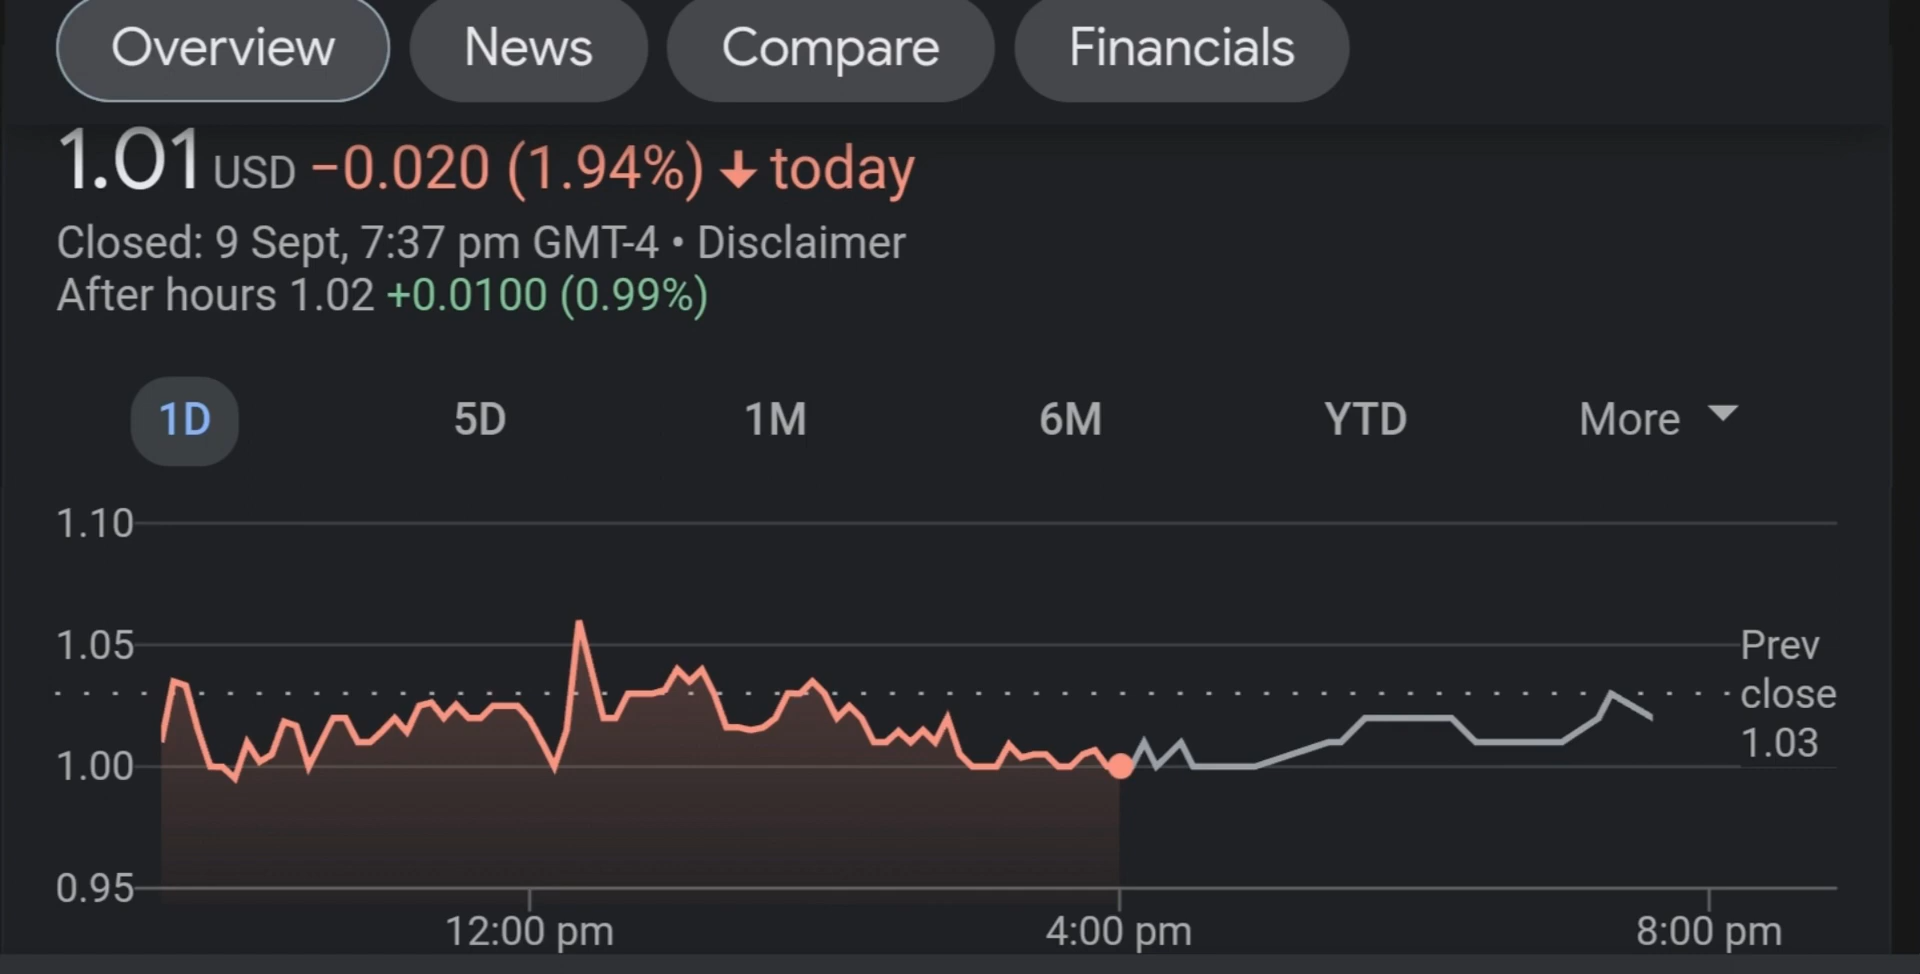 Overview News Compare Financials
1.01 USD −0.020 (1.94%) ↓ today
Closed: 9 Sept, 7:37 pm GMT-4 • Disclaimer
After hours 1.02 +0.0100 (0.99%)
1D 5D 1M 6M YTD More
1.10
1.05
1.00
0.95
Prev
close
1.03
12:00 pm 4:00 pm 8:00 pm